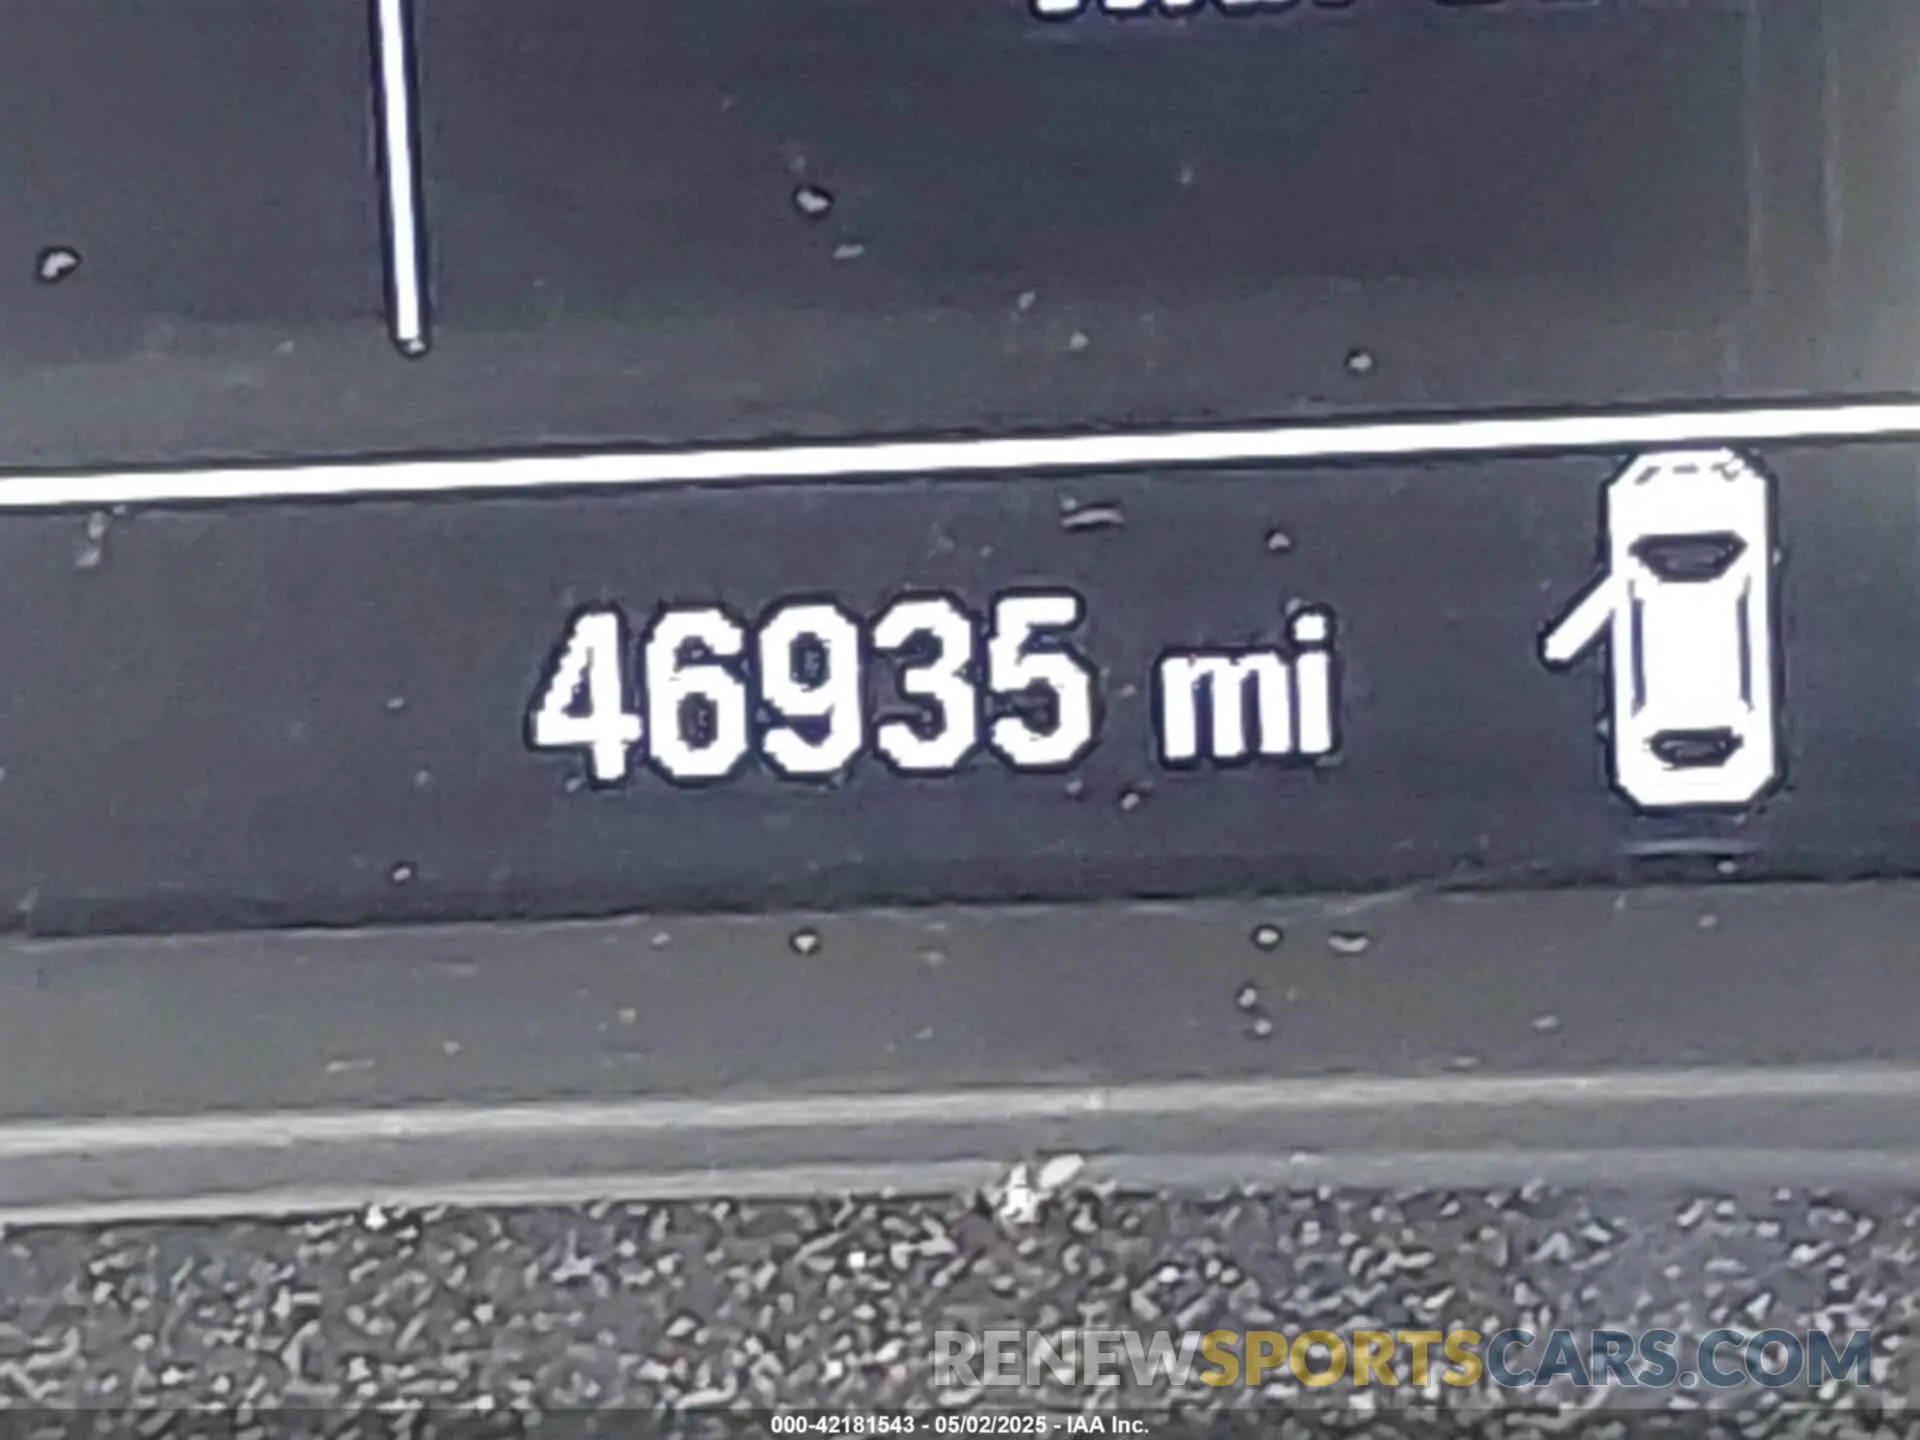 46935 mi
RENEWSPORTSCARS.COM
000-42181543 - 05/02/2025 - IAA Inc.